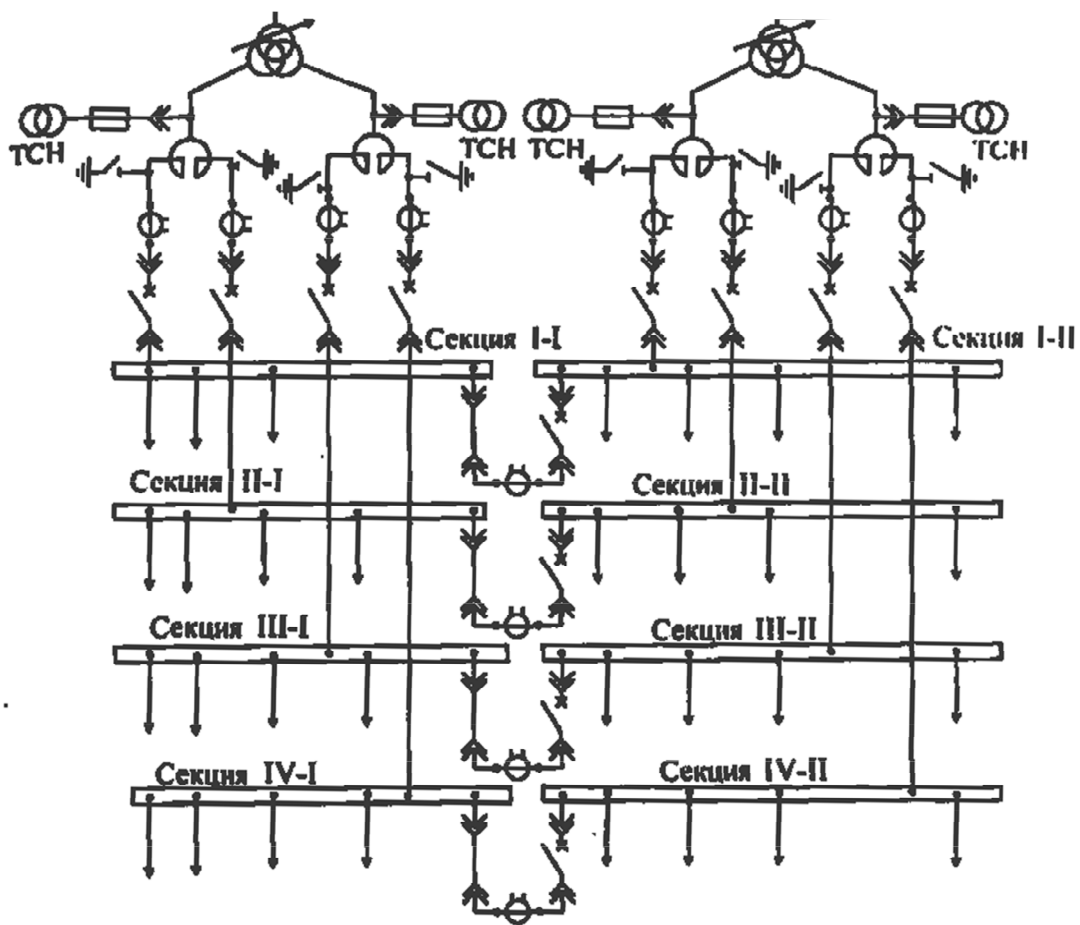 ТСН
ТСН
ТСН
ТСН
Секция I-I
Секция I-II
Секция II-I
Секция II-II
Секция III-I
Секция III-II
Секция IV-I
Секция IV-II